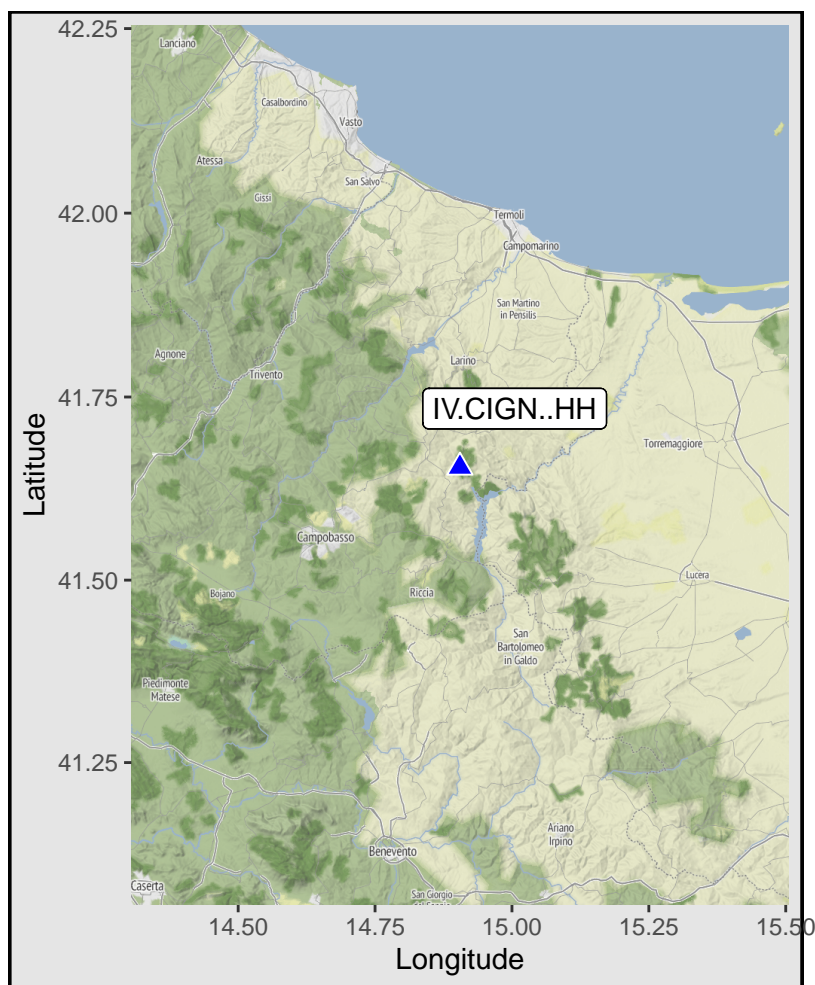 42.25
Lanciano
Casalbordino
Vasto
Atessa
San Salvo
Gissi
42.00
Termoli
Campomarino
San Martino
in Pensilis
Agnone
Larino
Trivento
41.75
IV.CIGN..HH
Torremaggiore
Latitude
Campobasso
41.50
Lucera
Bojano
Riccia
San
Bartolomeo
in Galdo
Piedimonte
Matese
41.25
Ariano
Irpino
Benevento
Caserta
San Giorgio
14.50
14.75
15.00
15.25
15.50
Longitude